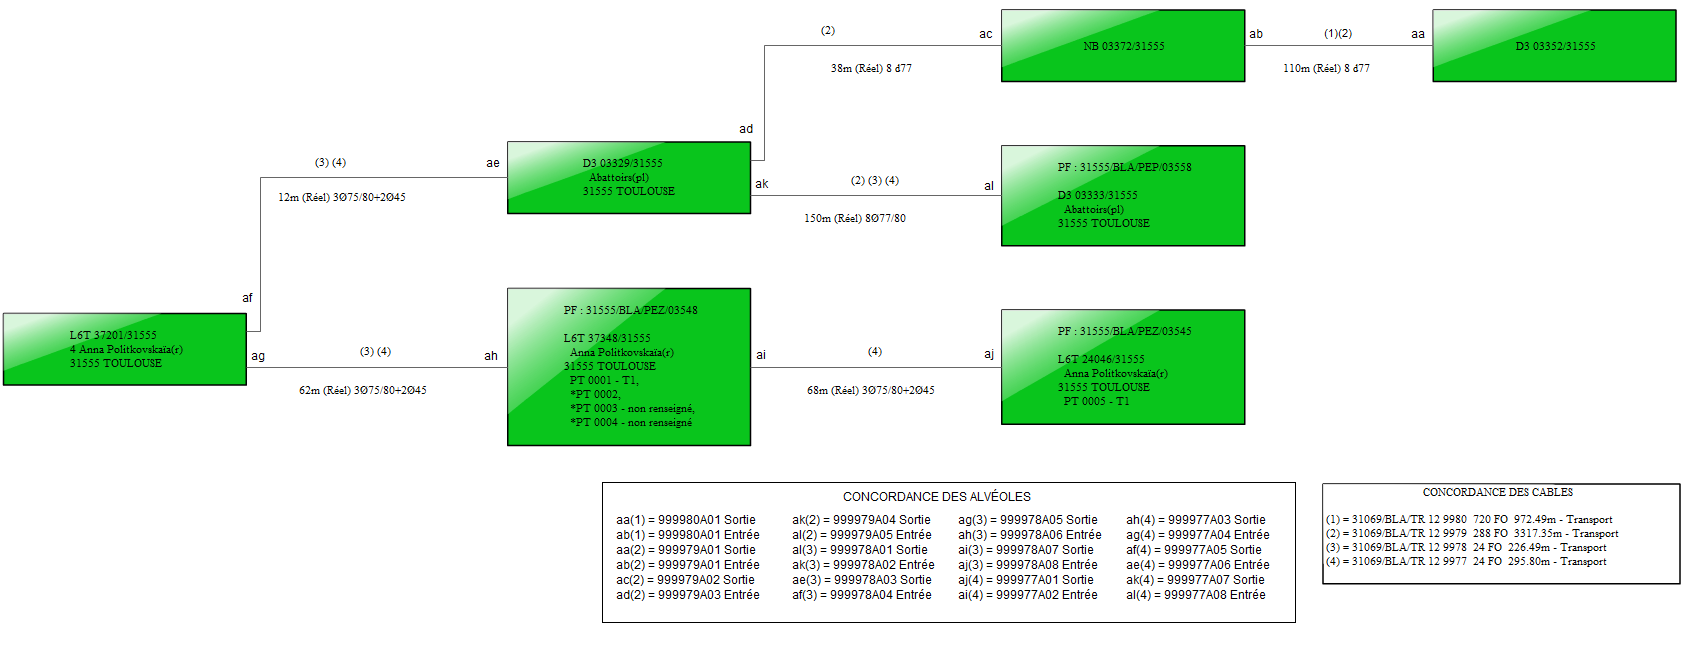 (2)
ac
NB 03372/31555
ab
(1)(2)
aa
D3 03352/31555
38m (Réel) 8 d77
110m (Réel) 8 d77
ad
(3) (4)
ae
D3 03329/31555
Abattoirs(pl)
31555 TOULOUSE
12m (Réel) 3Ø75/80+2Ø45
ak
(2) (3) (4)
al
150m (Réel) 8Ø77/80
PF : 31555/BLA/PEP/03558
D3 03333/31555
Abattoirs(pl)
31555 TOULOUSE
af
L6T 37201/31555
4 Anna Politkovskaïa(r)
31555 TOULOUSE
ag
(3) (4)
ah
62m (Réel) 3Ø75/80+2Ø45
PF : 31555/BLA/PEZ/03548
L6T 37348/31555
Anna Politkovskaïa(r)
31555 TOULOUSE
PT 0001 - T1,
*PT 0002,
*PT 0003 - non renseigné,
*PT 0004 - non renseigné
ai
(4)
aj
68m (Réel) 3Ø75/80+2Ø45
PF : 31555/BLA/PEZ/03545
L6T 24046/31555
Anna Politkovskaïa(r)
31555 TOULOUSE
PT 0005 - T1
CONCORDANCE DES ALVÉOLES
aa(1) = 999980A01 Sortie
ab(1) = 999980A01 Entrée
aa(2) = 999979A01 Sortie
ab(2) = 999979A01 Entrée
ac(2) = 999979A02 Sortie
ad(2) = 999979A03 Entrée
ak(2) = 999979A04 Sortie
al(2) = 999979A05 Entrée
al(3) = 999978A01 Sortie
ak(3) = 999978A02 Entrée
ae(3) = 999978A03 Sortie
af(3) = 999978A04 Entrée
ag(3) = 999978A05 Sortie
ah(3) = 999978A06 Entrée
ai(3) = 999978A07 Sortie
aj(3) = 999978A08 Entrée
aj(4) = 999977A01 Sortie
ai(4) = 999977A02 Entrée
ah(4) = 999977A03 Sortie
ag(4) = 999977A04 Entrée
af(4) = 999977A05 Sortie
ae(4) = 999977A06 Entrée
ak(4) = 999977A07 Sortie
al(4) = 999977A08 Entrée
CONCORDANCE DES CABLES
(1) = 31069/BLA/TR 12 9980 720 FO 972.49m - Transport
(2) = 31069/BLA/TR 12 9979 288 FO 3317.35m - Transport
(3) = 31069/BLA/TR 12 9978 24 FO 226.49m - Transport
(4) = 31069/BLA/TR 12 9977 24 FO 295.80m - Transport